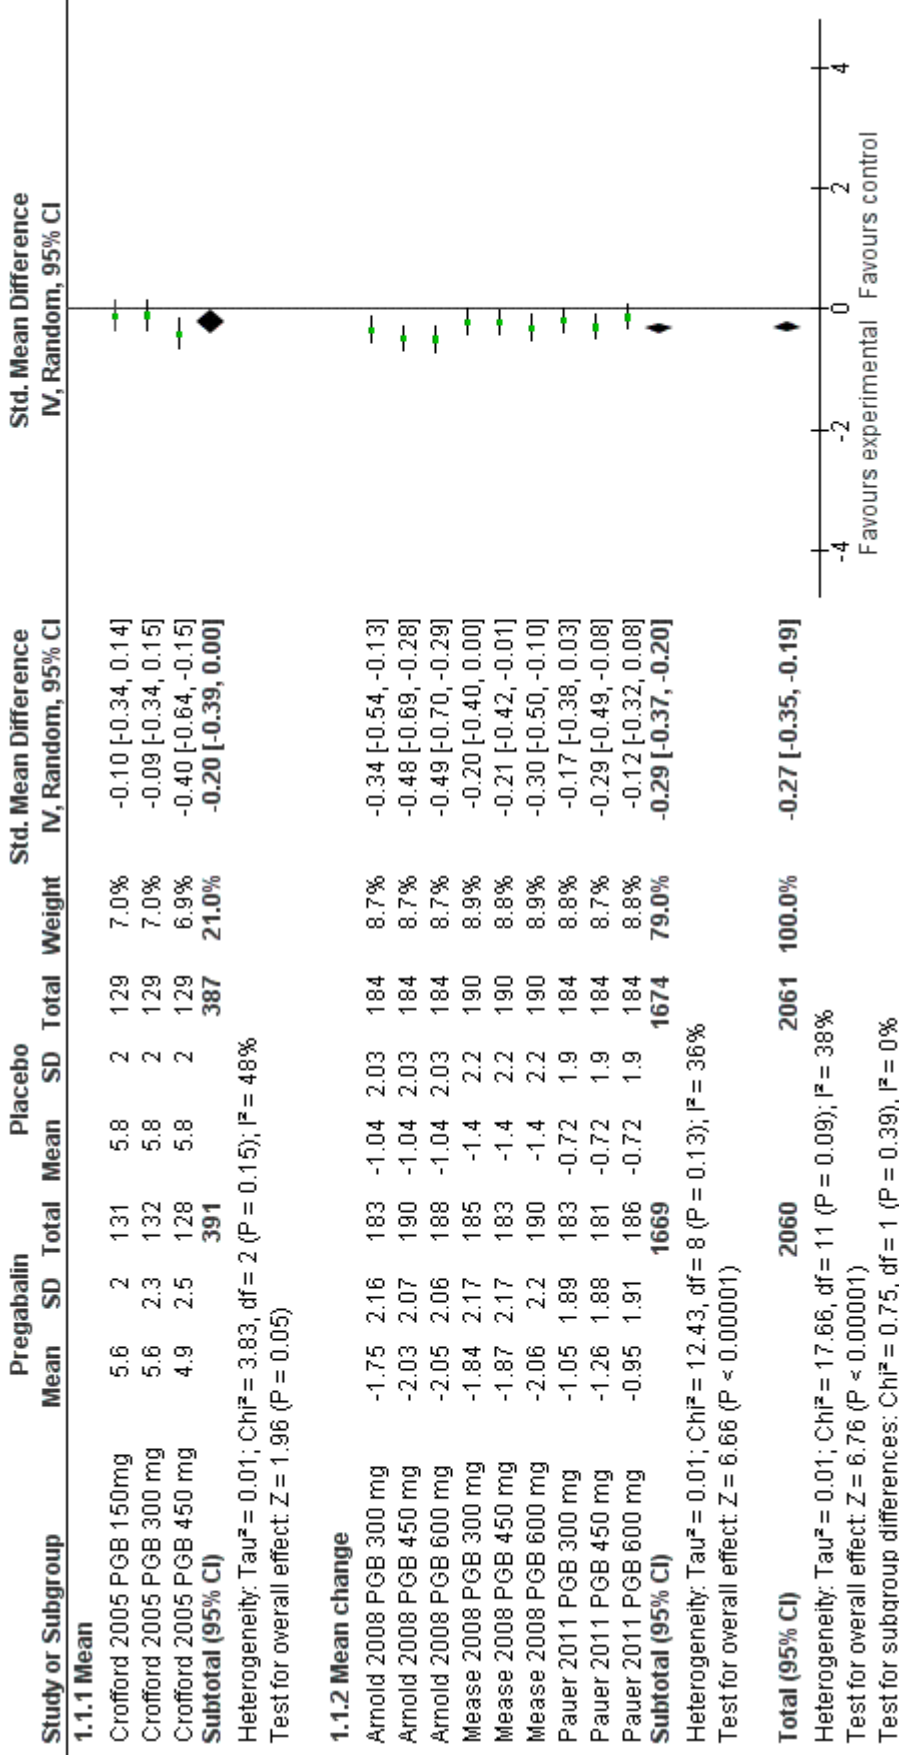 Pregabalin Placebo Std. Mean Difference Std. Mean Difference
Study or Subgroup Mean SD Total Mean SD Total Weight IV, Random, 95% CI IV, Random, 95% CI
1.1.1 Mean
Crofford 2005 PGB 150mg 5.6 2 131 5.8 2 129 7.0% -0.10 [-0.34, 0.14]
Crofford 2005 PGB 300 mg 5.6 2.3 132 5.8 2 129 7.0% -0.09 [-0.34, 0.15]
Crofford 2005 PGB 450 mg 4.9 2.5 128 5.8 2 129 6.9% -0.40 [-0.64, -0.15]
Subtotal (95% CI) 391 387 21.0% -0.20 [-0.39, 0.00]
Heterogeneity: Tau² = 0.01; Chi² = 3.83, df = 2 (P = 0.15); I² = 48%
Test for overall effect: Z = 1.96 (P = 0.05)
1.1.2 Mean change
Arnold 2008 PGB 300 mg -1.75 2.16 183 -1.04 2.03 184 8.7% -0.34 [-0.54, -0.13]
Arnold 2008 PGB 450 mg -2.03 2.07 190 -1.04 2.03 184 8.7% -0.48 [-0.69, -0.28]
Arnold 2008 PGB 600 mg -2.05 2.06 188 -1.04 2.03 184 8.7% -0.49 [-0.70, -0.29]
Mease 2008 PGB 300 mg -1.84 2.17 185 -1.4 2.2 190 8.9% -0.20 [-0.40, 0.00]
Mease 2008 PGB 450 mg -1.87 2.17 183 -1.4 2.2 190 8.8% -0.21 [-0.42, -0.01]
Mease 2008 PGB 600 mg -2.06 2.2 190 -1.4 2.2 190 8.9% -0.30 [-0.50, -0.10]
Pauer 2011 PGB 300 mg -1.05 1.89 183 -0.72 1.9 184 8.8% -0.17 [-0.38, 0.03]
Pauer 2011 PGB 450 mg -1.26 1.88 181 -0.72 1.9 184 8.7% -0.29 [-0.49, -0.08]
Pauer 2011 PGB 600 mg -0.95 1.91 186 -0.72 1.9 184 8.8% -0.12 [-0.32, 0.08]
Subtotal (95% CI) 1669 1674 79.0% -0.29 [-0.37, -0.20]
Heterogeneity: Tau² = 0.01; Chi² = 12.43, df = 8 (P = 0.13); I² = 36%
Test for overall effect: Z = 6.66 (P < 0.00001)
Total (95% CI) 2060 2061 100.0% -0.27 [-0.35, -0.19]
Heterogeneity: Tau² = 0.01; Chi² = 17.66, df = 11 (P = 0.09); I² = 38%
Test for overall effect: Z = 6.76 (P < 0.00001)
Test for subgroup differences: Chi² = 0.75, df = 1 (P = 0.39), I² = 0%
-4 -2 0 2 4
Favours experimental Favours control